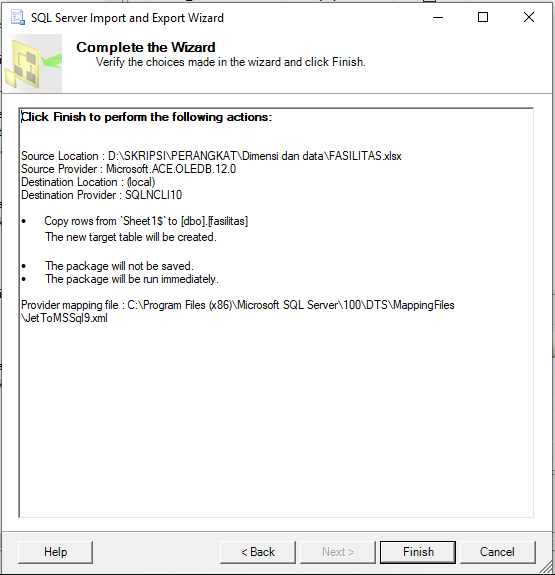 SQL Server Import and Export Wizard
Complete the Wizard
Verify the choices made in the wizard and click Finish.
Click Finish to perform the following actions:
Source Location : D:\SKRIPSI\PERANGKAT\Dimensi dan data\FASILITAS.xlsx
Source Provider : Microsoft.ACE.OLEDB.12.0
Destination Location : (local)
Destination Provider : SQLNCLI10
• Copy rows from `Sheet1$` to [dbo].[fasilitas]
The new target table will be created.
• The package will not be saved.
• The package will be run immediately.
Provider mapping file : C:\Program Files (x86)\Microsoft SQL Server\100\DTS\MappingFiles
\JetToMSSql9.xml
Help
< Back
Next >
Finish
Cancel